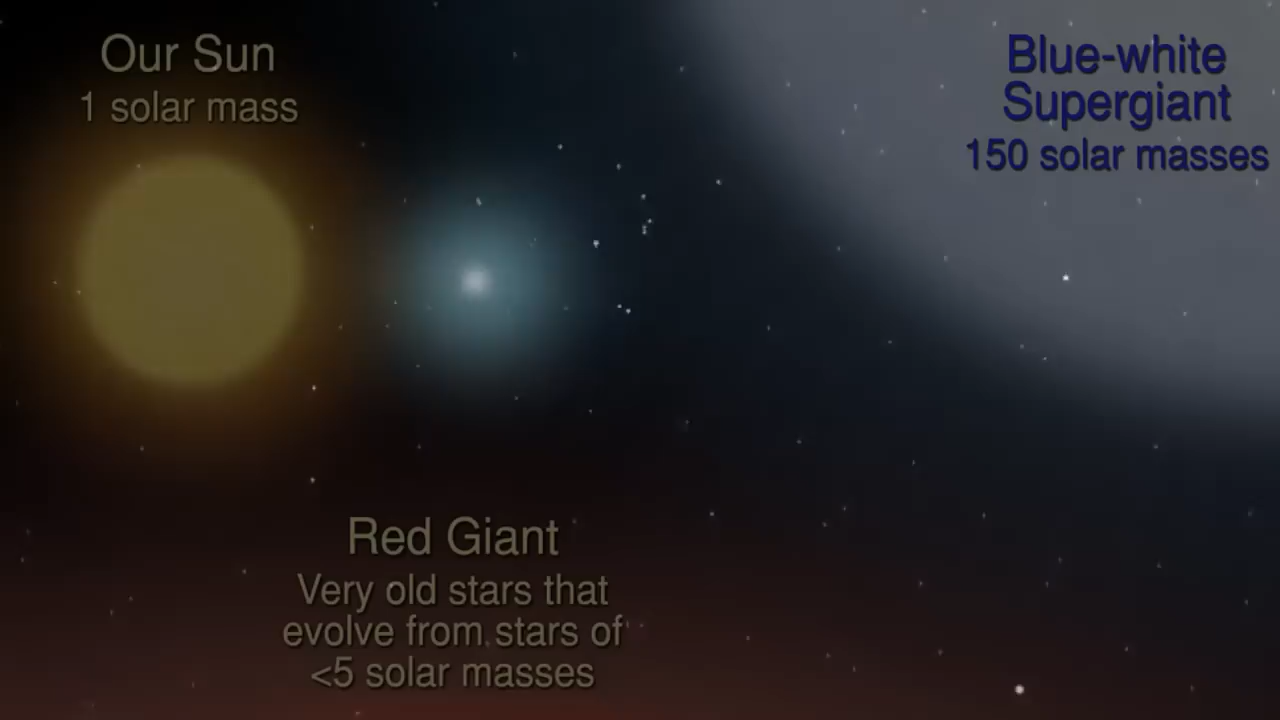 Our Sun
1 solar mass
Blue-white
Supergiant
150 solar masses
Red Giant
Very old stars that
evolve from stars of
<5 solar masses